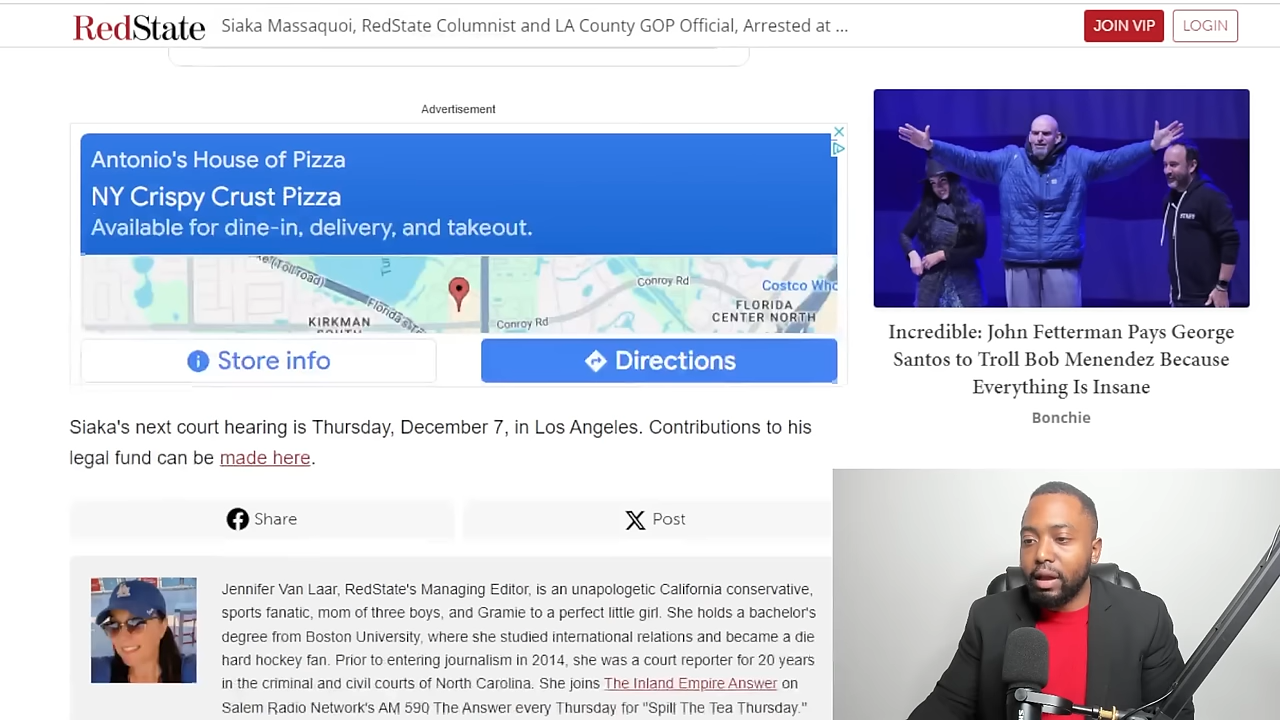 RedState
Siaka Massaquoi, RedState Columnist and LA County GOP Official, Arrested at ...
JOIN VIP
LOGIN
Advertisement
Antonio's House of Pizza
NY Crispy Crust Pizza
Available for dine-in, delivery, and takeout.
(Toll road)
Florida's
KIRKMAN
SOUTH
Conroy Rd
Conroy Rd
Costco Who
FLORIDA
CENTER NORTH
Store info
Directions
Siaka's next court hearing is Thursday, December 7, in Los Angeles. Contributions to his
legal fund can be made here.
Share
Post
Jennifer Van Laar, RedState's Managing Editor, is an unapologetic California conservative,
sports fanatic, mom of three boys, and Gramie to a perfect little girl. She holds a bachelor's
degree from Boston University, where she studied international relations and became a die
hard hockey fan. Prior to entering journalism in 2014, she was a court reporter for 20 years
in the criminal and civil courts of North Carolina. She joins The Inland Empire Answer on
Salem Radio Network's AM 590 The Answer every Thursday for "Spill The Tea Thursday."
STAFF
Incredible: John Fetterman Pays George
Santos to Troll Bob Menendez Because
Everything Is Insane
Bonchie